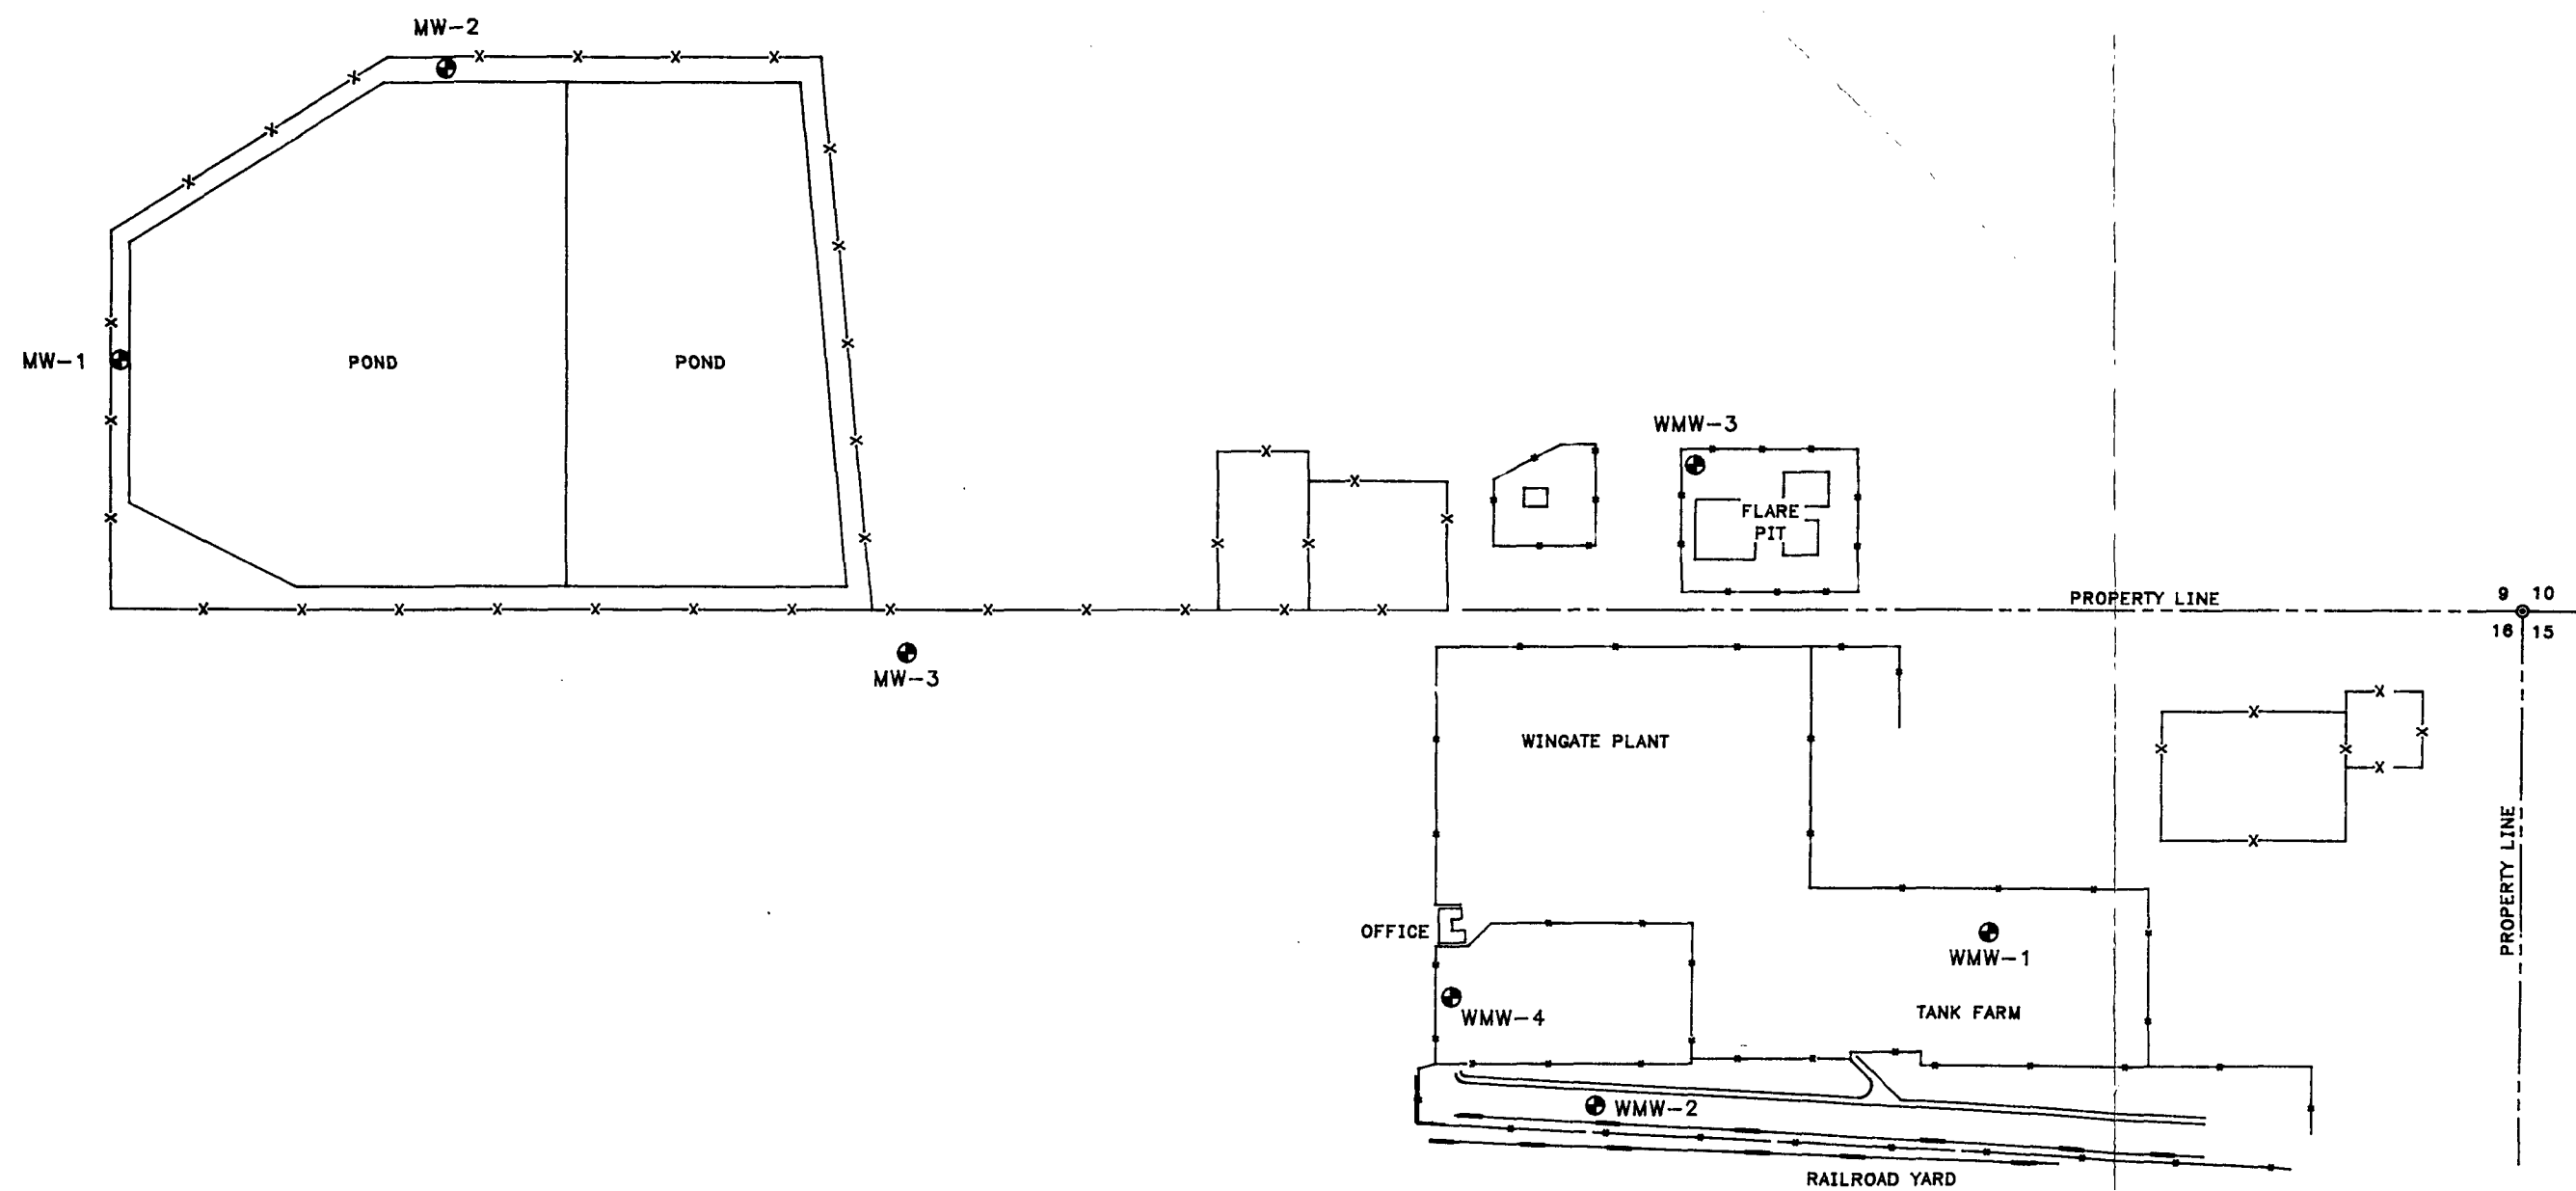 MW-2
MW-1
POND
POND
WMW-3
FLARE
PIT
PROPERTY LINE
9 10
16 15
MW-3
WINGATE PLANT
PROPERTY LINE
OFFICE
WMW-1
WMW-4
TANK FARM
WMW-2
RAILROAD YARD